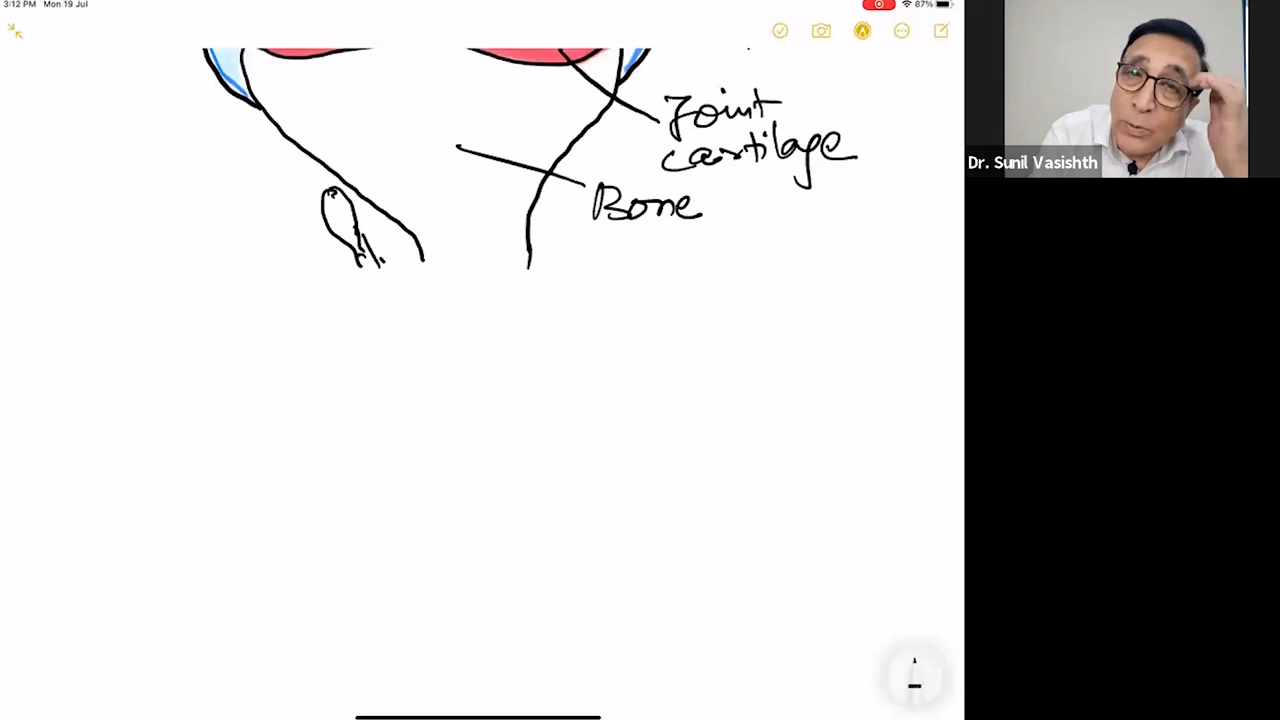 3:12 PM Mon 19 Jul
87%
Joint
cartilage
Bone
Dr. Sunil Vasishth